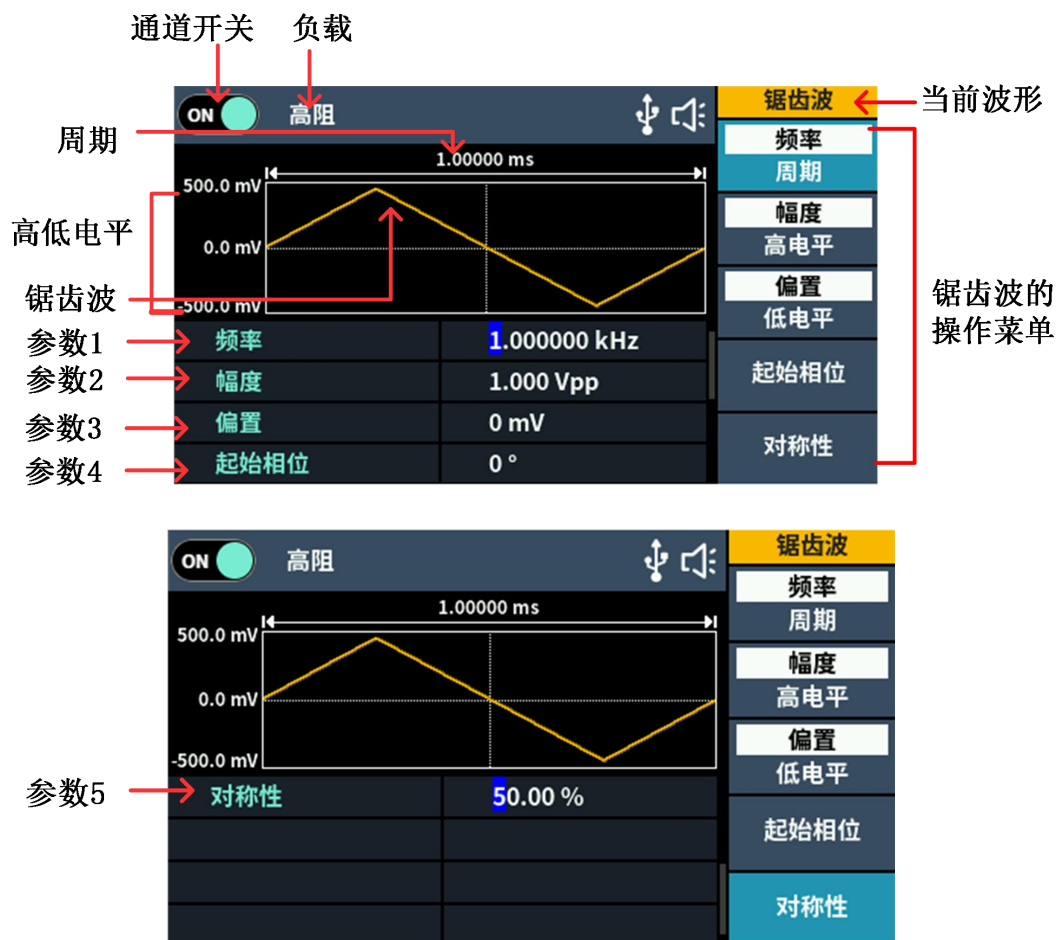 通道开关 负载
ON 高阻 锯齿波 当前波形
周期 1.00000 ms 频率
周期
500.0 mV
幅度
高低电平 0.0 mV 高电平
偏置
锯齿波 -500.0 mV 低电平 锯齿波的
操作菜单
参数1 频率 1.000000 kHz
参数2 幅度 1.000 Vpp 起始相位
参数3 偏置 0 mV
参数4 起始相位 0 ° 对称性
ON 高阻 锯齿波
频率
1.00000 ms 周期
500.0 mV
幅度
0.0 mV 高电平
偏置
-500.0 mV 低电平
参数5 对称性 50.00 %
起始相位
对称性